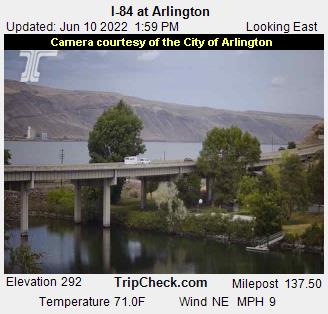 I-84 at Arlington
Updated: Jun 10 2022 1:59 PM Looking East
Camera courtesy of the City of Arlington
Elevation 292 TripCheck.com Milepost 137.50
Temperature 71.0F Wind NE MPH 9